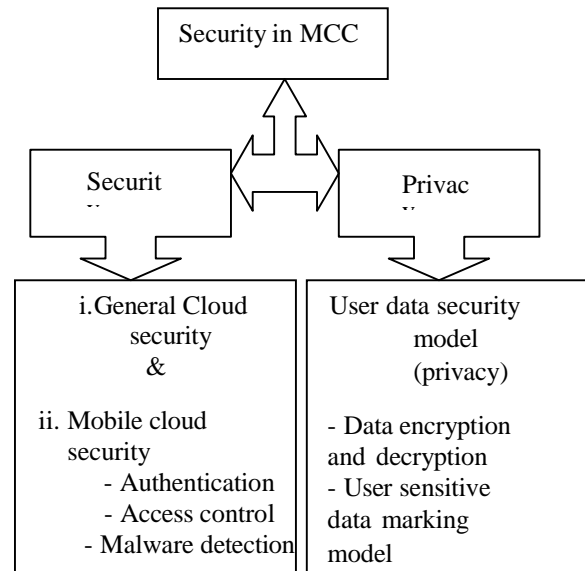 Security in MCC
Securit
y
Privac
y
i.General Cloud
security
&
ii. Mobile cloud
security
- Authentication
- Access control
- Malware detection
User data security
model
(privacy)
- Data encryption
and decryption
- User sensitive
data marking
model